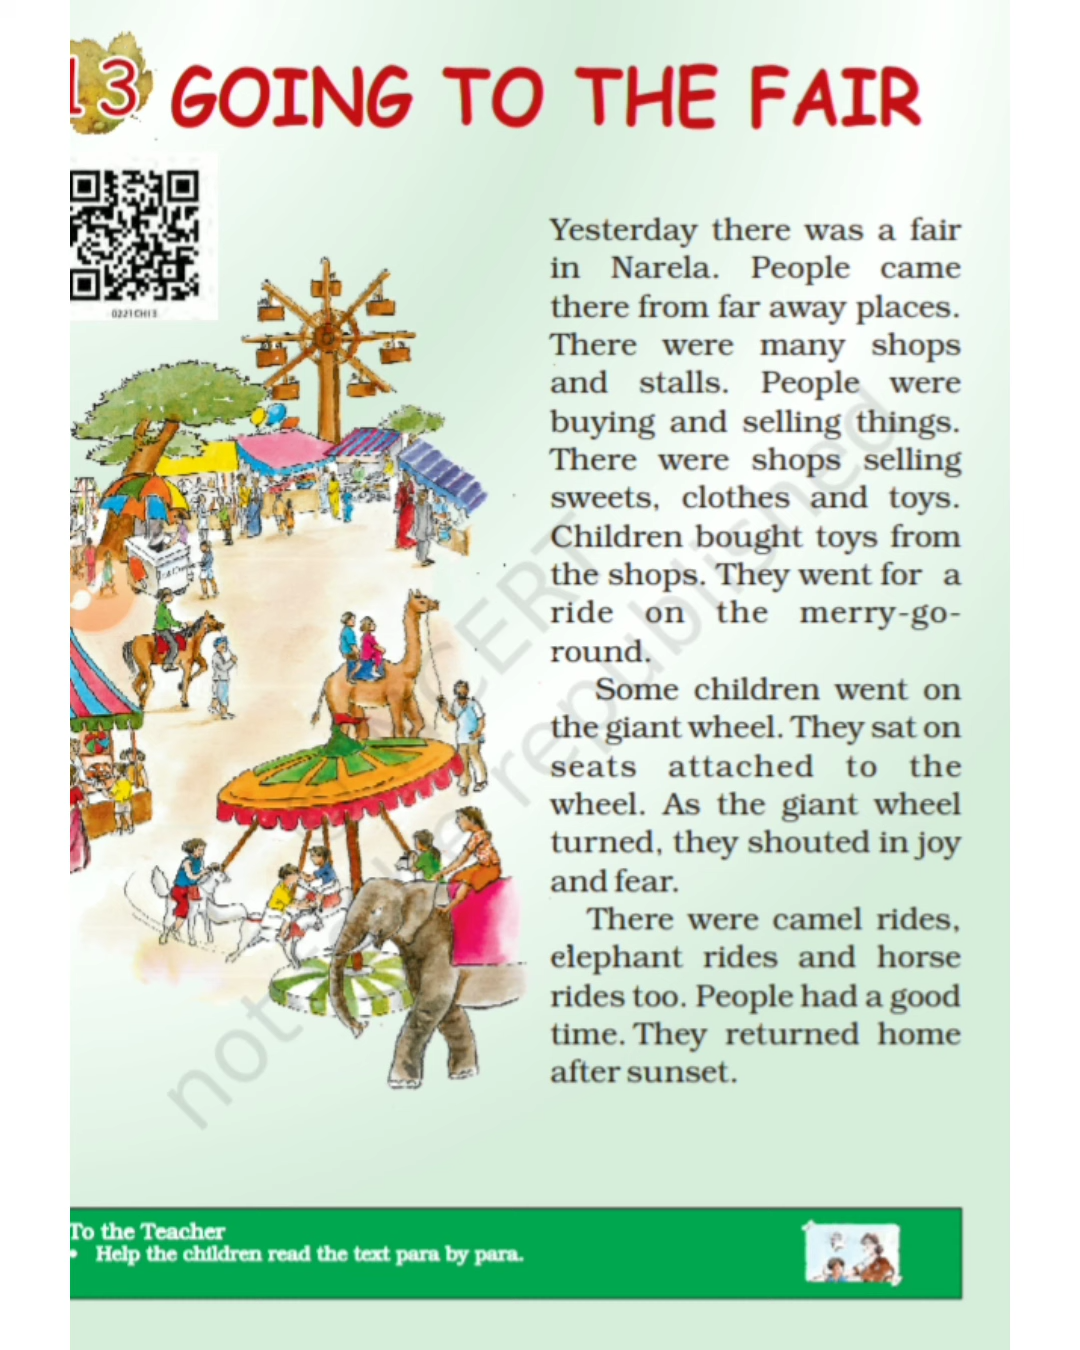 13 GOING TO THE FAIR
0221CH13
Yesterday there was a fair
in Narela. People came
there from far away places.
There were many shops
and stalls. People were
buying and selling things.
There were shops selling
sweets, clothes and toys.
Children bought toys from
the shops. They went for a
ride on the merry-go-
round.
Some children went on
the giant wheel. They sat on
seats attached to the
wheel. As the giant wheel
turned, they shouted in joy
and fear.
There were camel rides,
elephant rides and horse
rides too. People had a good
time. They returned home
after sunset.
not republished
To the Teacher
• Help the children read the text para by para.